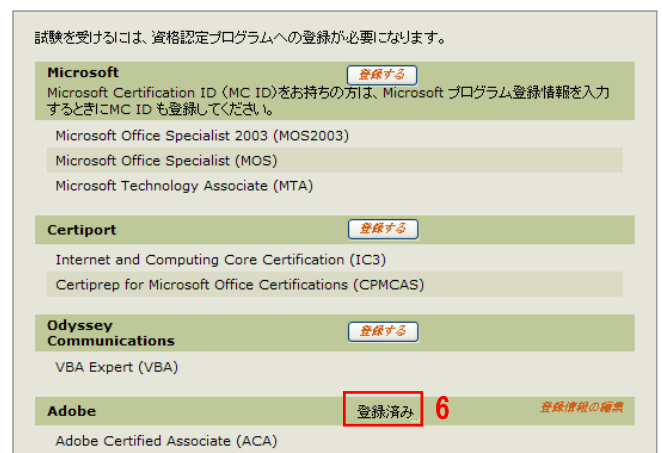 試験を受けるには、資格認定プログラムへの登録が必要になります。
Microsoft 登録する
Microsoft Certification ID (MC ID)をお持ちの方は、Microsoft プログラム登録情報を入力
するときにMC ID も登録してください。
Microsoft Office Specialist 2003 (MOS2003)
Microsoft Office Specialist (MOS)
Microsoft Technology Associate (MTA)
Certiport 登録する
Internet and Computing Core Certification (IC3)
Certiprep for Microsoft Office Certifications (CPMCAS)
Odyssey
Communications 登録する
VBA Expert (VBA)
Adobe 登録済み 6 登録情報の編集
Adobe Certified Associate (ACA)